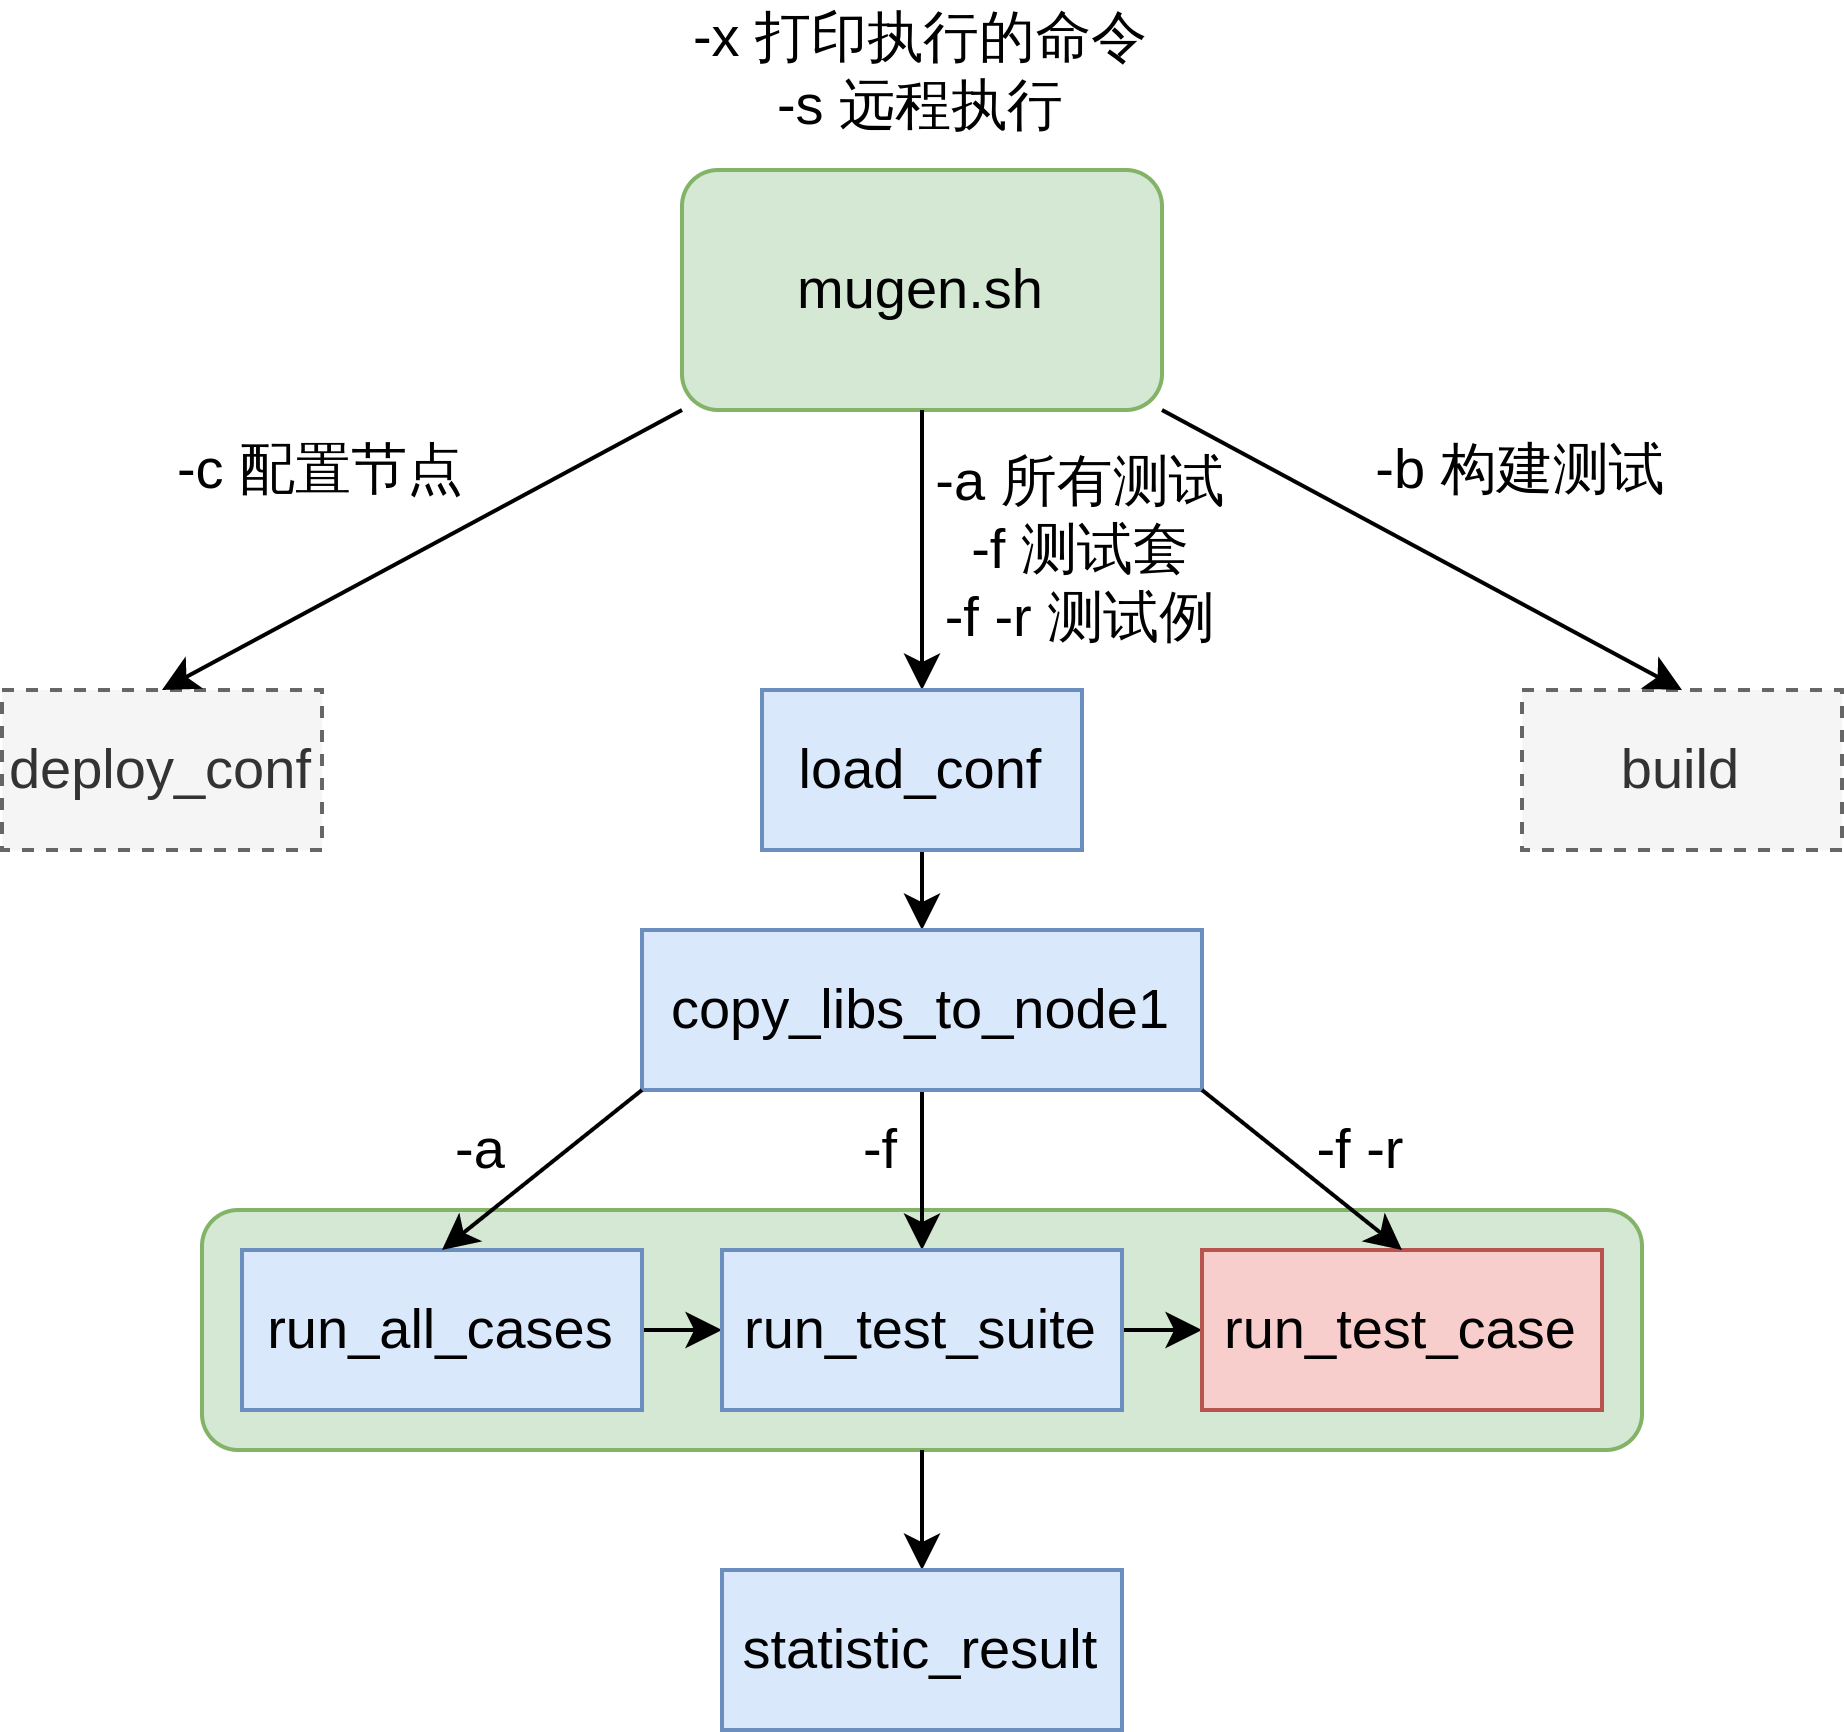 -x 打印执行的命令
-s 远程执行
mugen.sh
-c 配置节点
-a 所有测试
-f 测试套
-f -r 测试例
-b 构建测试
deploy_conf
load_conf
build
copy_libs_to_node1
-a
-f
-f -r
run_all_cases
run_test_suite
run_test_case
statistic_result